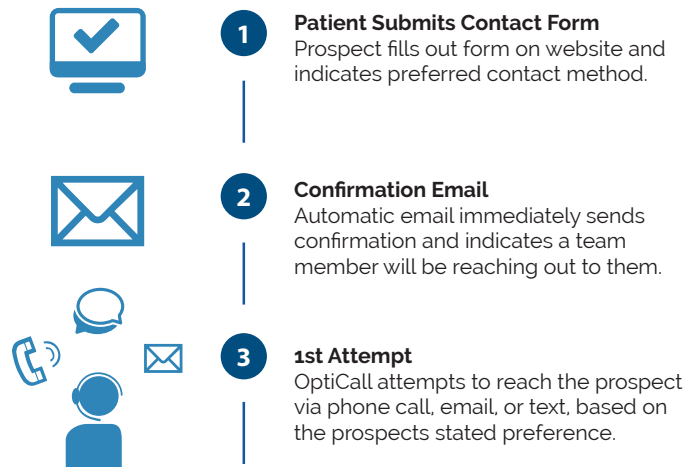 1
Patient Submits Contact Form
Prospect fills out form on website and
indicates preferred contact method.
2
Confirmation Email
Automatic email immediately sends
confirmation and indicates a team
member will be reaching out to them.
3
1st Attempt
OptiCall attempts to reach the prospect
via phone call, email, or text, based on
the prospects stated preference.